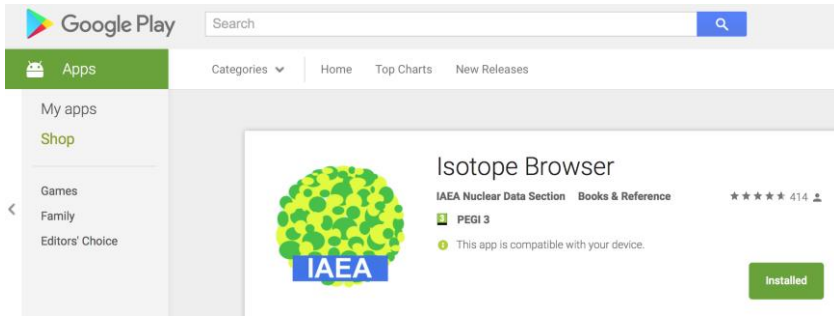 Google Play
Search
Apps
Categories
Home
Top Charts
New Releases
My apps
Shop
Games
Family
Editors' Choice
Isotope Browser
IAEA Nuclear Data Section Books & Reference
414
3 PEGI 3
This app is compatible with your device.
IAEA
Installed